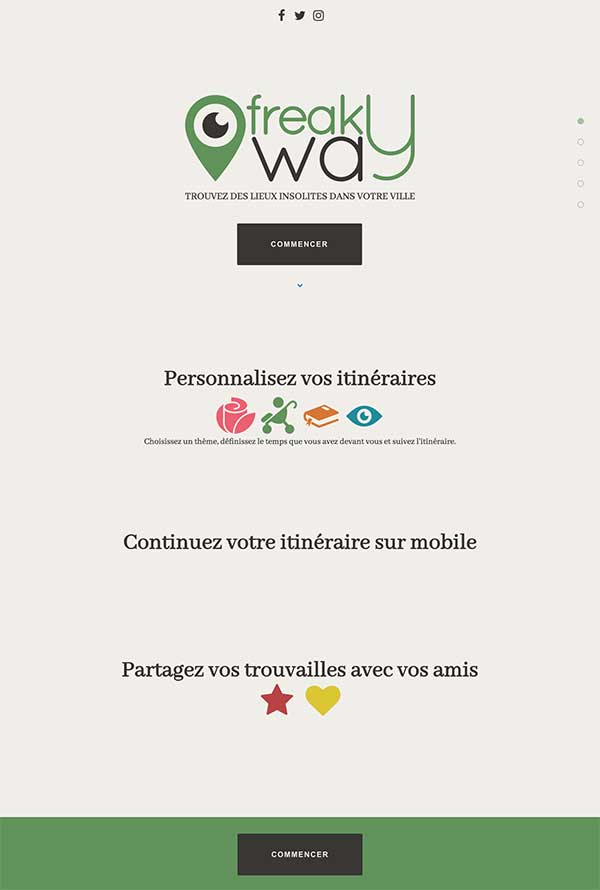 freaky
way
TROUVEZ DES LIEUX INSOLITES DANS VOTRE VILLE
COMMENCER
Personnalisez vos itinéraires
Choisissez un thème, définissez le temps que vous avez devant vous et suivez l'itinéraire.
Continuez votre itinéraire sur mobile
Partagez vos trouvailles avec vos amis
COMMENCER